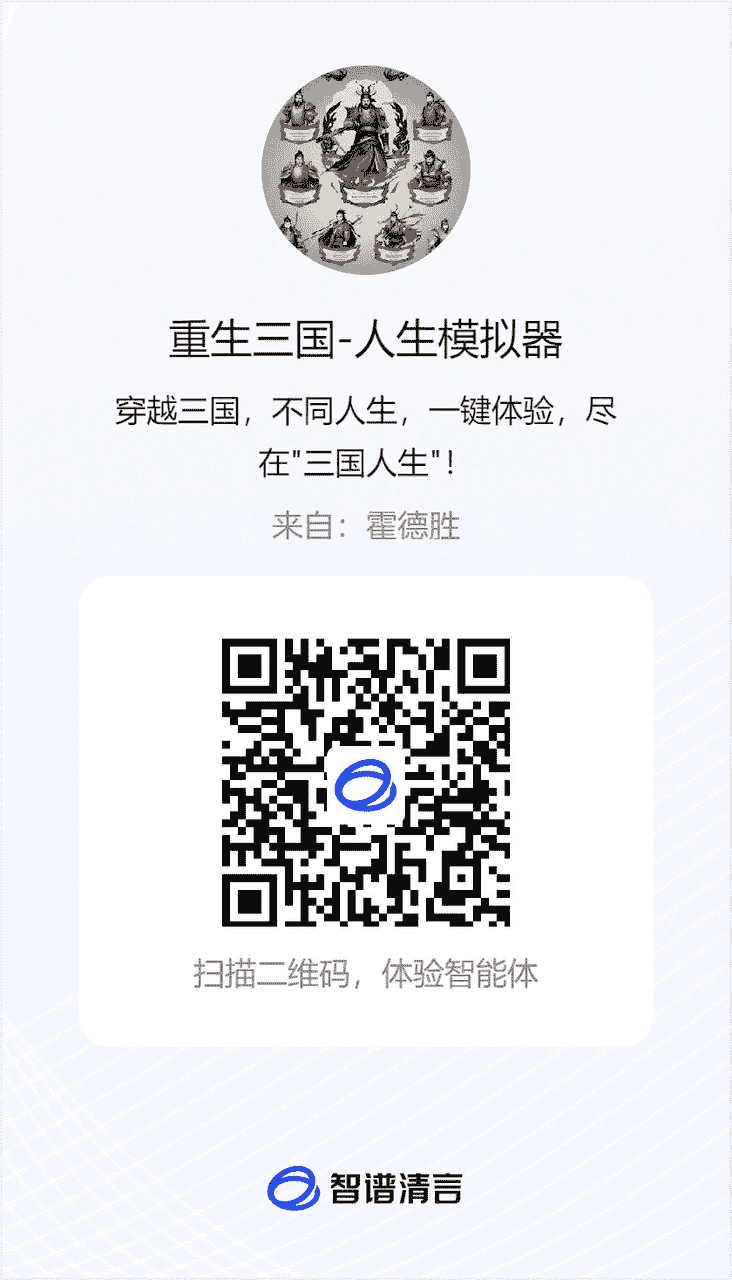 重生三国-人生模拟器
穿越三国，不同人生，一键体验，尽
在"三国人生"！
来自：霍德胜
扫描二维码，体验智能体
智谱清言